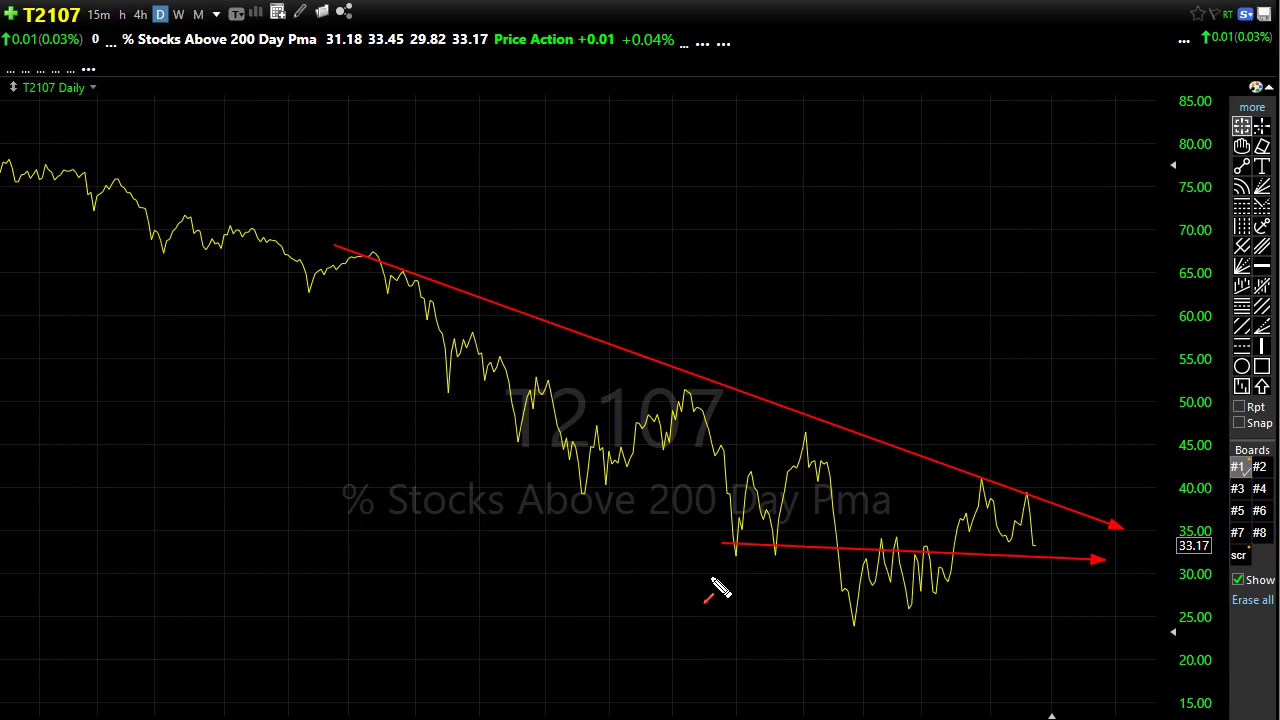 T2107 15m h 4h D W M T RT S
0.01(0.03%) 0 ... % Stocks Above 200 Day Pma 31.18 33.45 29.82 33.17 Price Action +0.01 +0.04% ... ... ... ... 0.01(0.03%)
... ... ... ... ... ...
T2107 Daily
more
85.00
80.00
75.00
70.00
65.00
60.00
55.00
50.00
45.00
40.00
35.00
33.17
30.00
25.00
20.00
15.00
T2107
% Stocks Above 200 Day Pma
T
Rpt
Snap
Boards
#1 #2
#3 #4
#5 #6
#7 #8
scr
Show
Erase all